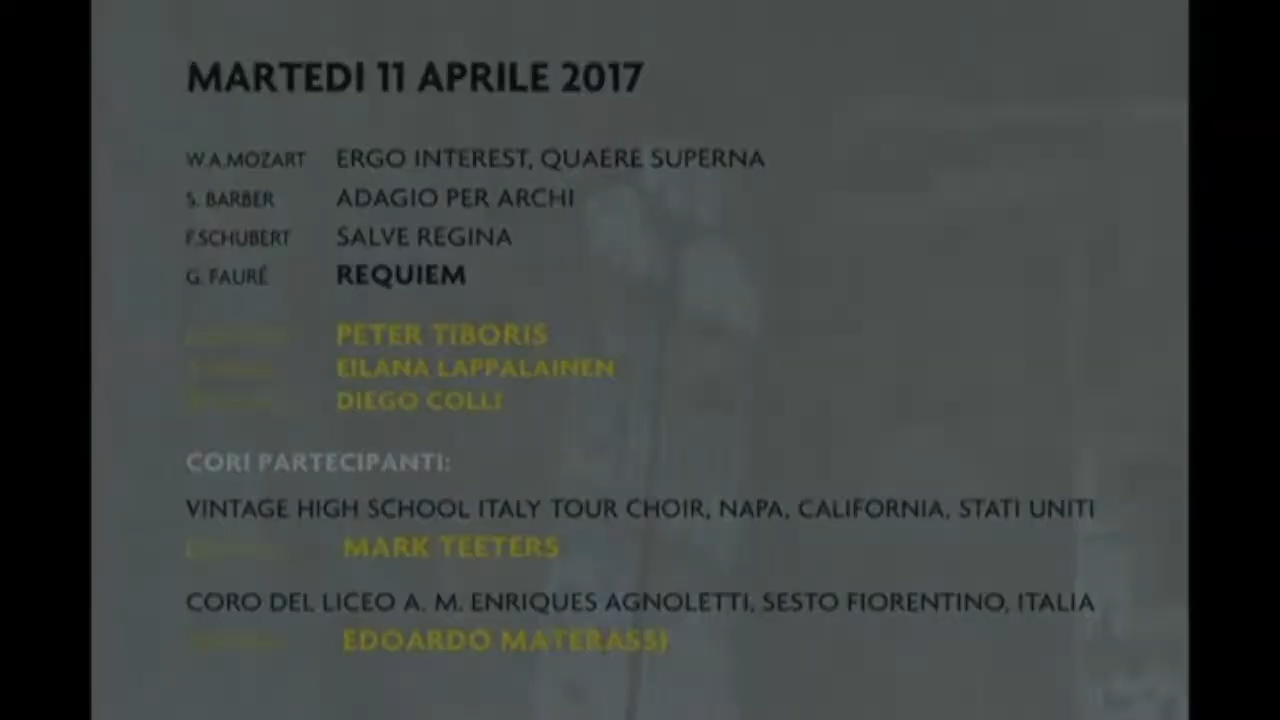 MARTEDI 11 APRILE 2017
W.A.MOZART ERGO INTEREST, QUAERE SUPERNA
S. BARBER ADAGIO PER ARCHI
F.SCHUBERT SALVE REGINA
G. FAURÉ REQUIEM
PETER TIBORIS
EILANA LAPPALAINEN
DIEGO COLLI
CORI PARTECIPANTI:
VINTAGE HIGH SCHOOL ITALY TOUR CHOIR, NAPA, CALIFORNIA, STATI UNITI
MARK TEETERS
CORO DEL LICEO A. M. ENRIQUES AGNOLETTI, SESTO FIORENTINO, ITALIA
EDOARDO MATERASSI